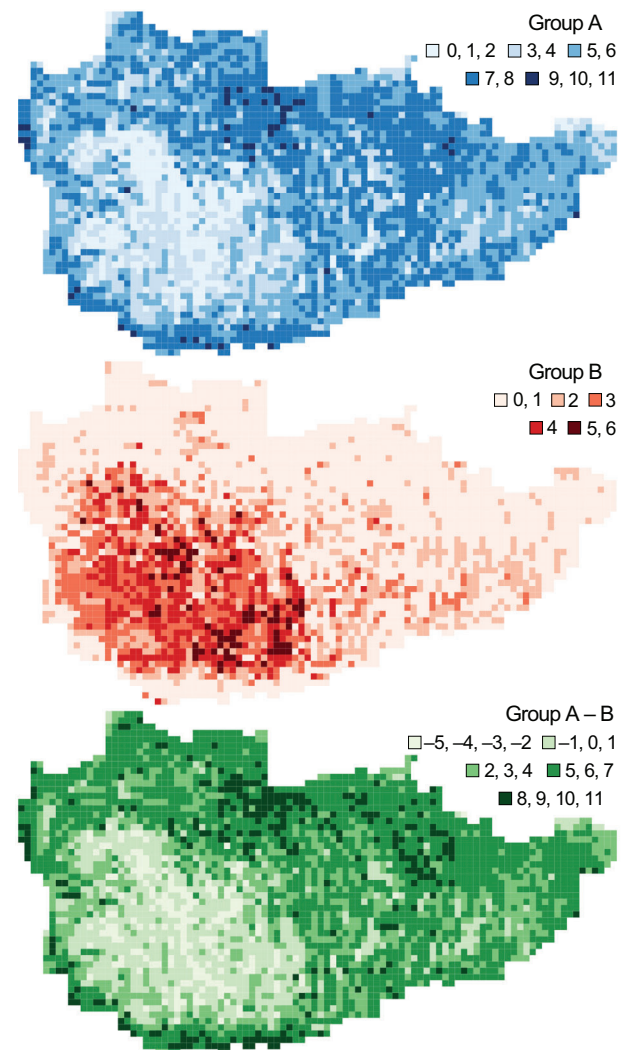 Group A
0, 1, 2 3, 4 5, 6
7, 8 9, 10, 11
Group B
0, 1 2 3
4 5, 6
Group A – B
–5, –4, –3, –2 –1, 0, 1
2, 3, 4 5, 6, 7
8, 9, 10, 11